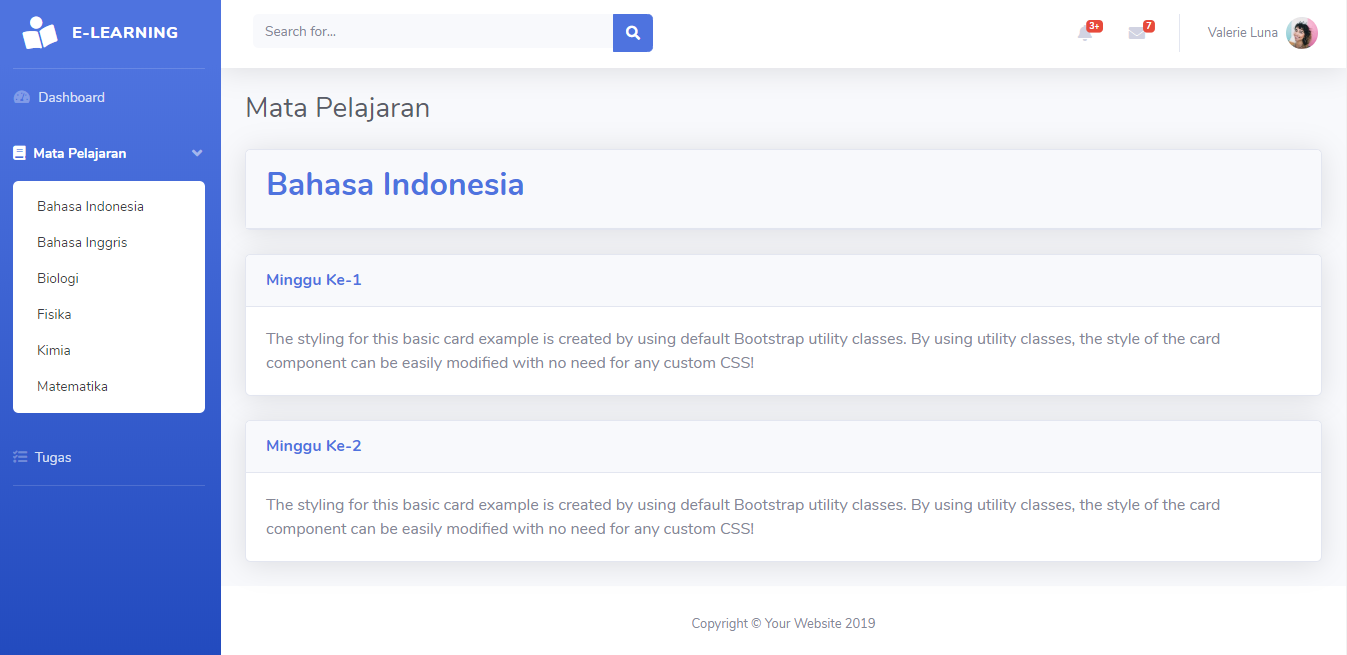 E-LEARNING
Search for...
3+
7
Valerie Luna
Dashboard
Mata Pelajaran
Bahasa Indonesia
Bahasa Inggris
Biologi
Fisika
Kimia
Matematika
Tugas
Mata Pelajaran
Bahasa Indonesia
Minggu Ke-1
The styling for this basic card example is created by using default Bootstrap utility classes. By using utility classes, the style of the card
component can be easily modified with no need for any custom CSS!
Minggu Ke-2
The styling for this basic card example is created by using default Bootstrap utility classes. By using utility classes, the style of the card
component can be easily modified with no need for any custom CSS!
Copyright © Your Website 2019